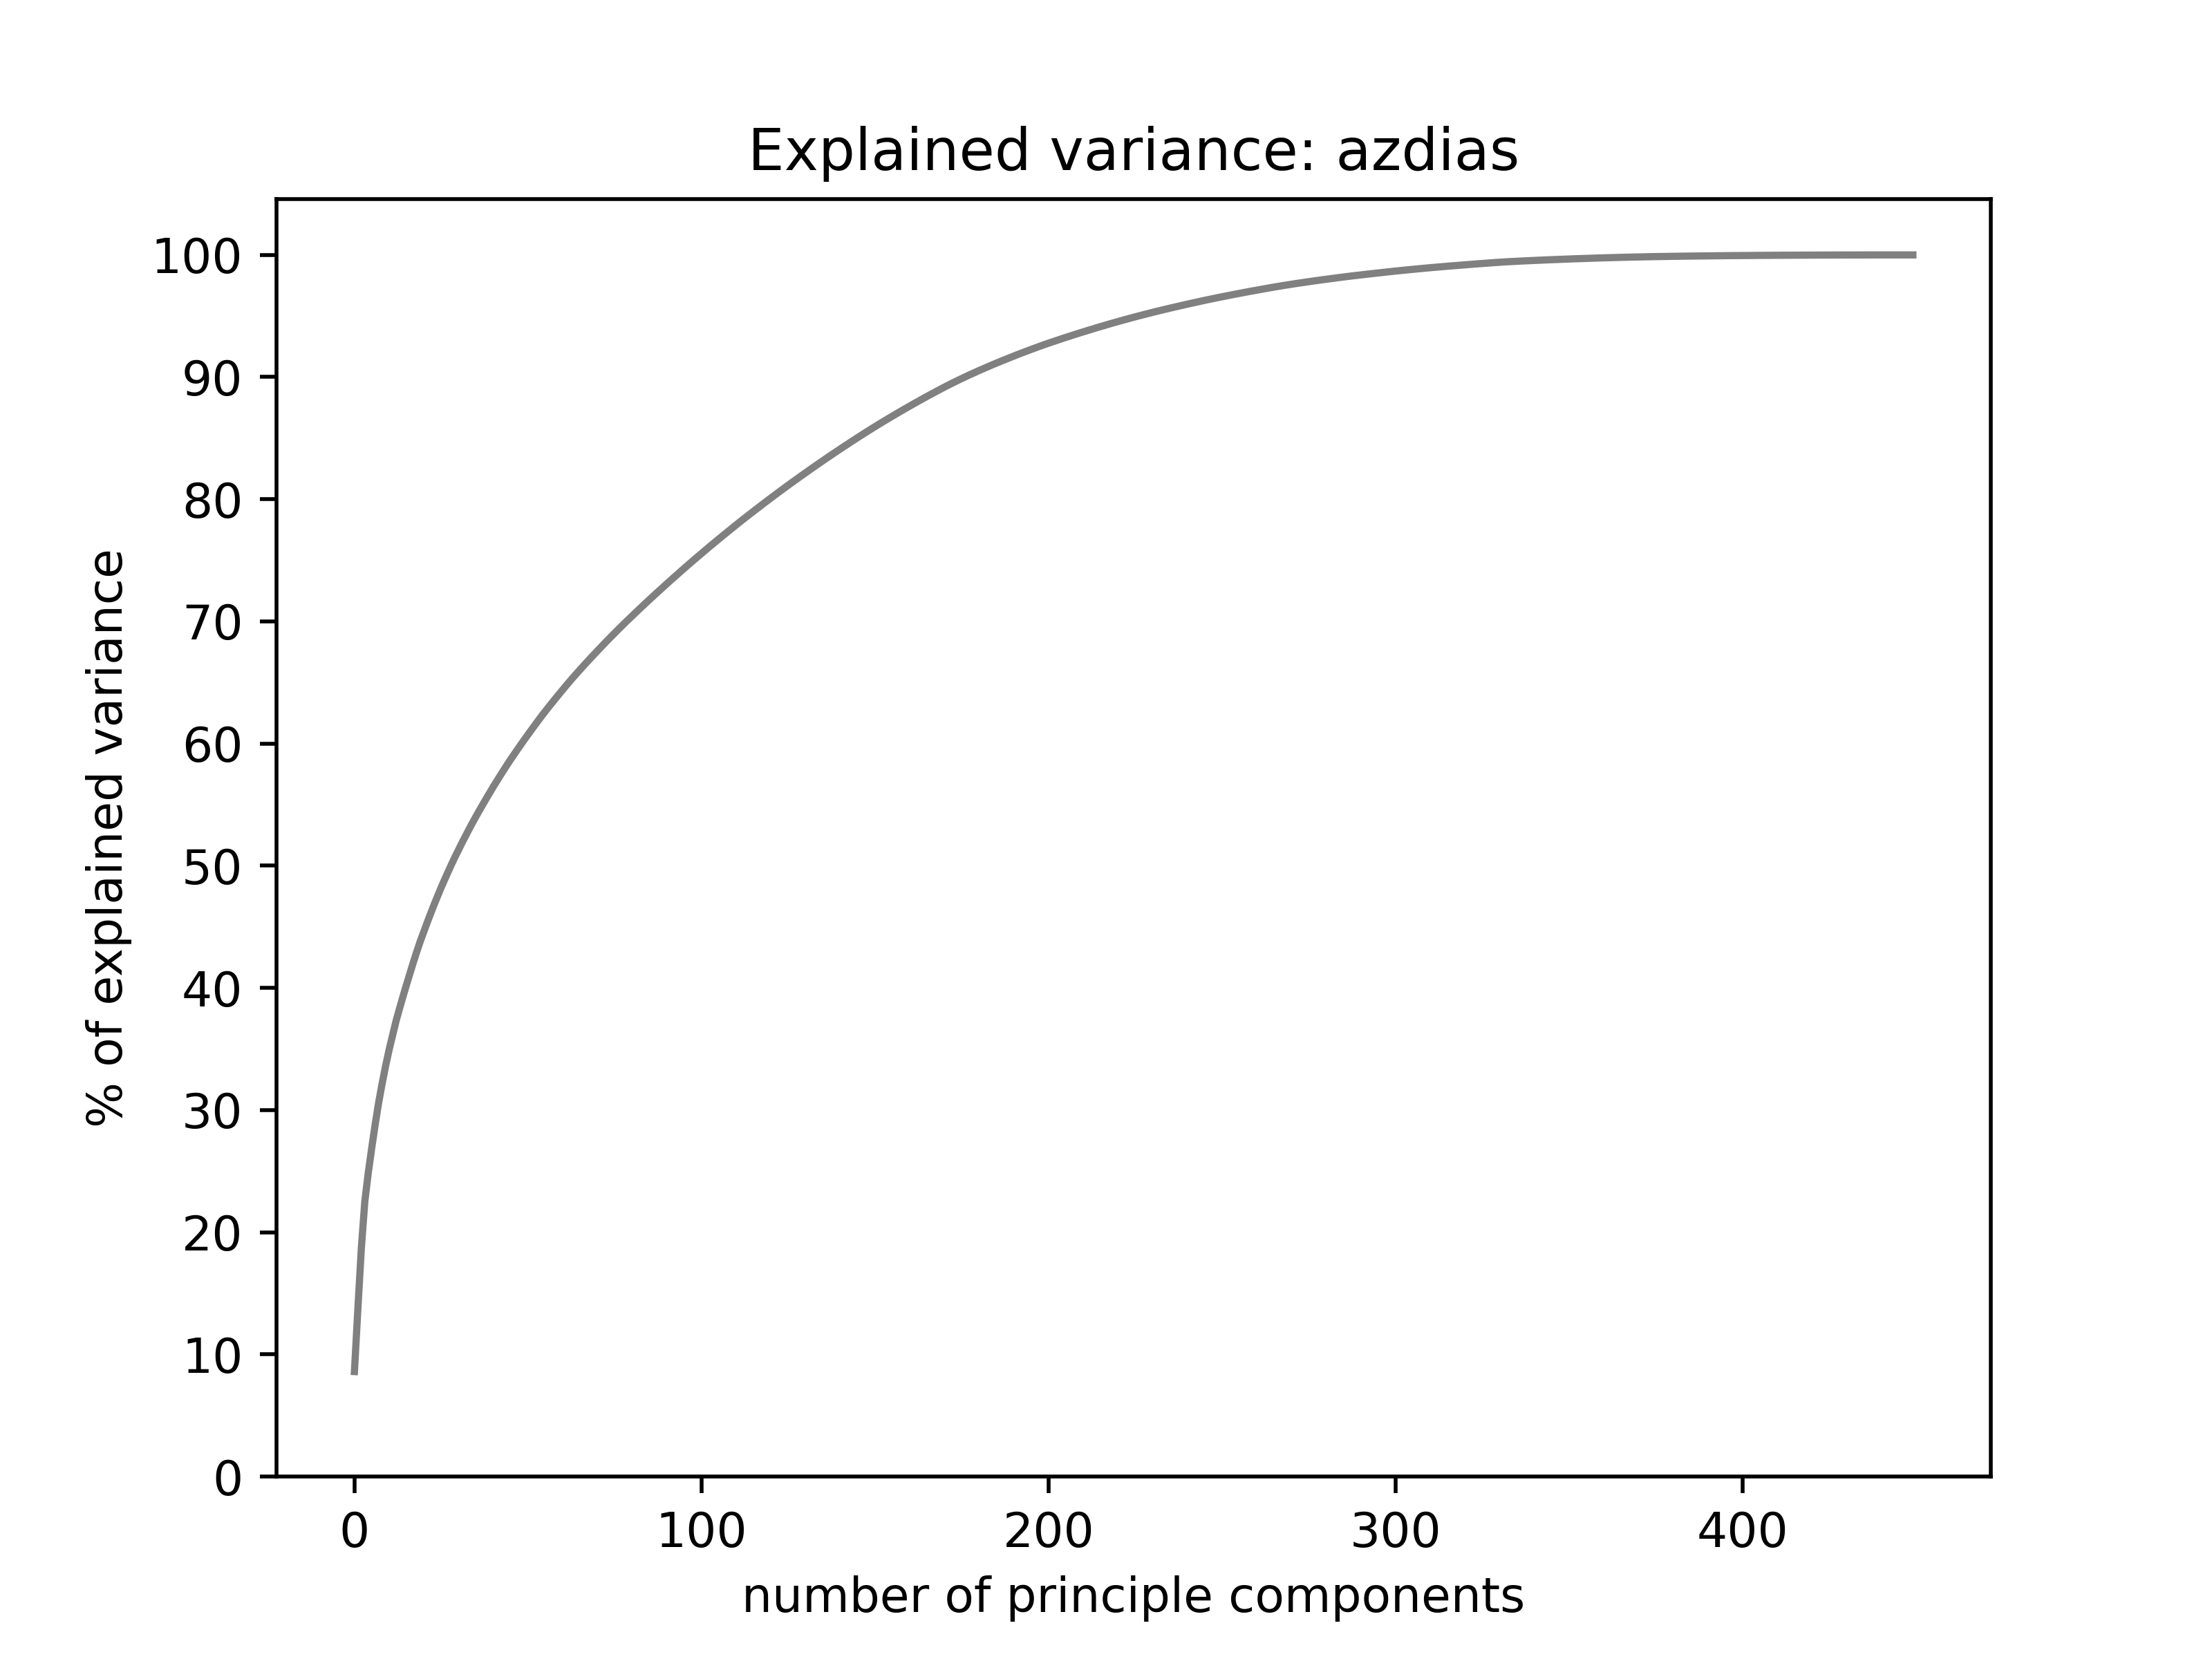 Explained variance: azdias
% of explained variance
100
90
80
70
60
50
40
30
20
10
0
0 100 200 300 400
number of principle components